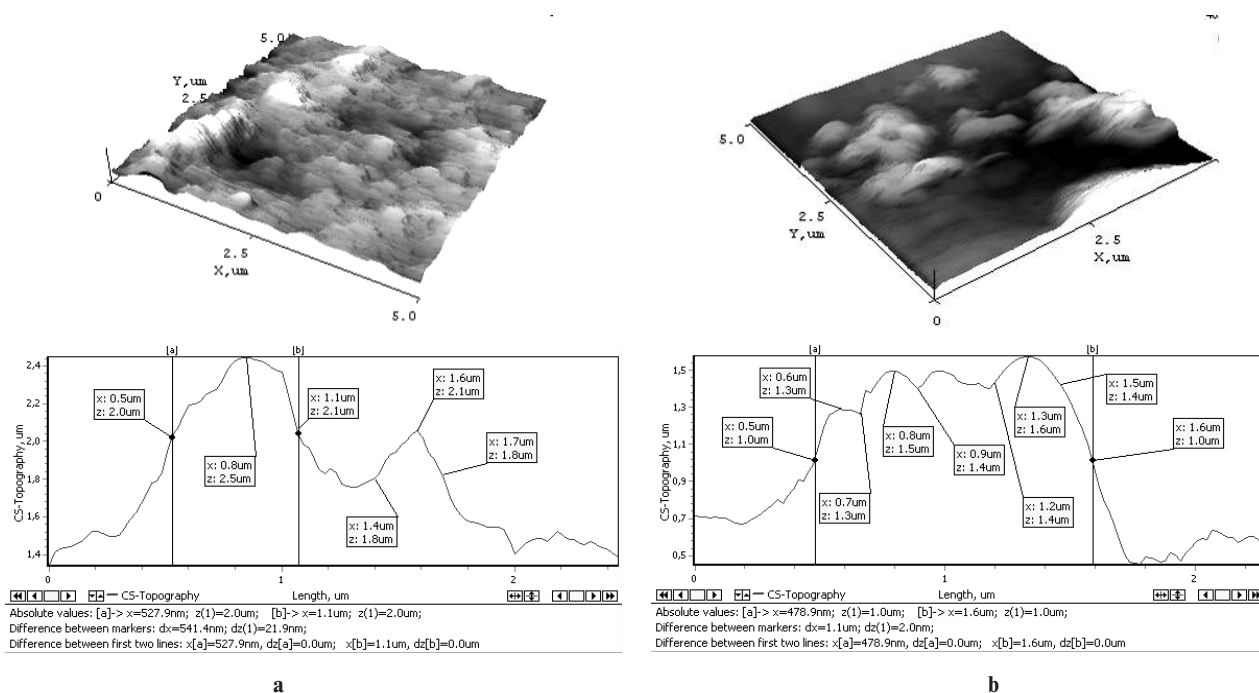 5.0
Y,um
2.5
0
2.5
X,um
5.0
[a]
[b]
CS-Topography, um
2,4
2,2
2,0
1,8
1,6
1,4
x: 0.5um
z: 2.0um
x: 0.8um
z: 2.5um
x: 1.1um
z: 2.1um
x: 1.4um
z: 1.8um
x: 1.6um
z: 2.1um
x: 1.7um
z: 1.8um
0
1
2
CS-Topography
Length, um
Absolute values: [a]-> x=527.9nm; z(1)=2.0um; [b]-> x=1.1um; z(1)=2.0um;
Difference between markers: dx=541.4nm; dz(1)=21.9nm;
Difference between first two lines: x[a]=527.9nm, dz[a]=0.0um; x[b]=1.1um, dz[b]=0.0um
a
5.0
2.5
Y,um
2.5
X,um
0
[a]
[b]
CS-Topography, um
1,5
1,3
1,1
0,9
0,7
0,5
x: 0.6um
z: 1.3um
x: 0.5um
z: 1.0um
x: 0.7um
z: 1.3um
x: 0.8um
z: 1.5um
x: 0.9um
z: 1.4um
x: 1.2um
z: 1.4um
x: 1.3um
z: 1.6um
x: 1.5um
z: 1.4um
x: 1.6um
z: 1.0um
0
1
2
CS-Topography
Length, um
Absolute values: [a]-> x=478.9nm; z(1)=1.0um; [b]-> x=1.6um; z(1)=1.0um;
Difference between markers: dx=1.1um; dz(1)=2.0nm;
Difference between first two lines: x[a]=478.9nm, dz[a]=0.0um; x[b]=1.6um, dz[b]=0.0um
b